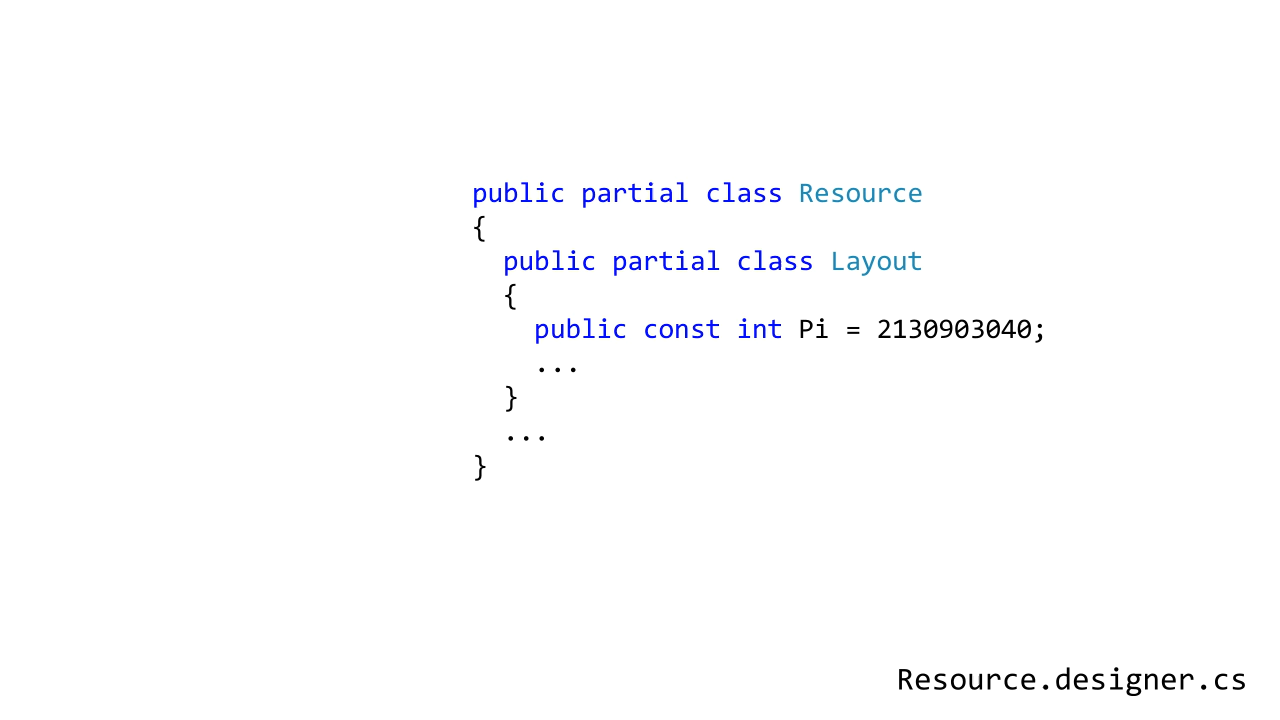 public partial class Resource
{
  public partial class Layout
  {
    public const int Pi = 2130903040;
    ...
  }
  ...
}
Resource.designer.cs